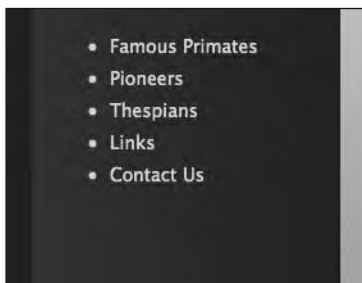 • Famous Primates
• Pioneers
• Thespians
• Links
• Contact Us